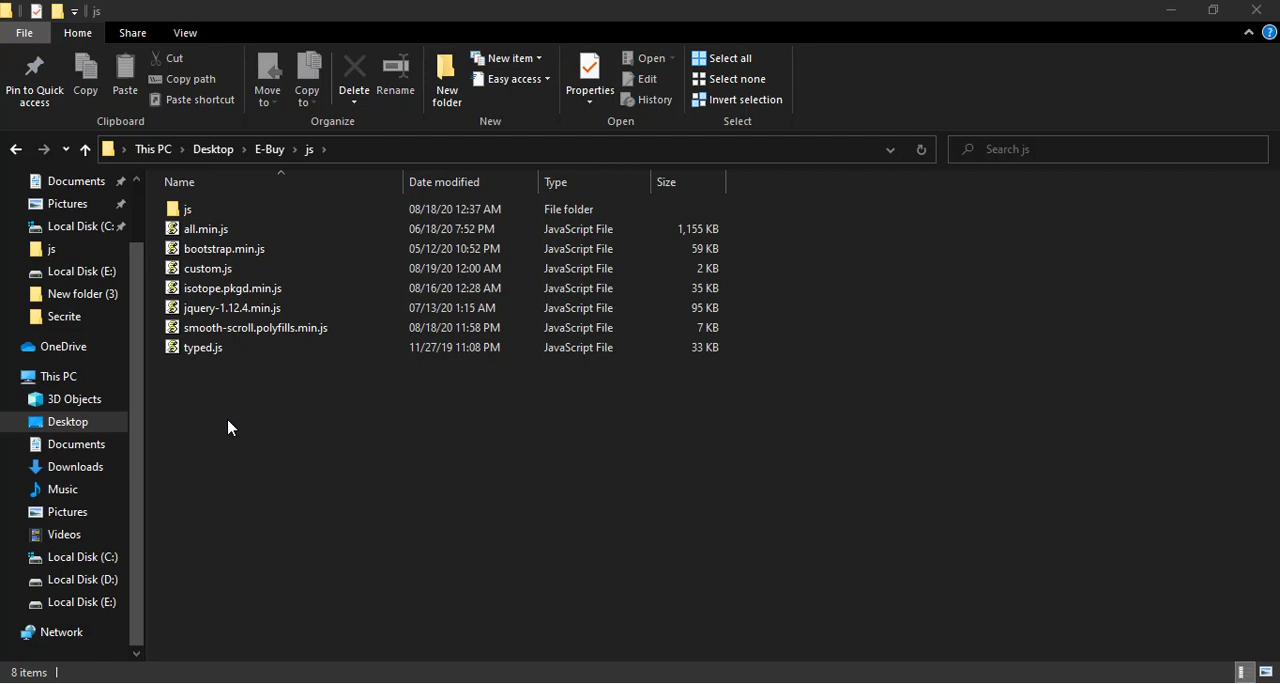 js
File Home Share View
Pin to Quick access
Copy
Paste
Cut
Copy path
Paste shortcut
Clipboard
Move to
Copy to
Delete
Rename
Organize
New folder
New item
Easy access
New
Properties
Open
Edit
History
Open
Select all
Select none
Invert selection
Select
This PC > Desktop > E-Buy > js >
Search js
Documents
Pictures
Local Disk (C:
js
Local Disk (E:)
New folder (3)
Secrite
OneDrive
This PC
3D Objects
Desktop
Documents
Downloads
Music
Pictures
Videos
Local Disk (C:)
Local Disk (D:)
Local Disk (E:)
Network
Name Date modified Type Size
js 08/18/20 12:37 AM File folder
all.min.js 06/18/20 7:52 PM JavaScript File 1,155 KB
bootstrap.min.js 05/12/20 10:52 PM JavaScript File 59 KB
custom.js 08/19/20 12:00 AM JavaScript File 2 KB
isotope.pkgd.min.js 08/16/20 12:28 AM JavaScript File 35 KB
jquery-1.12.4.min.js 07/13/20 1:15 AM JavaScript File 95 KB
smooth-scroll.polyfills.min.js 08/18/20 11:58 PM JavaScript File 7 KB
typed.js 11/27/19 11:08 PM JavaScript File 33 KB
8 items